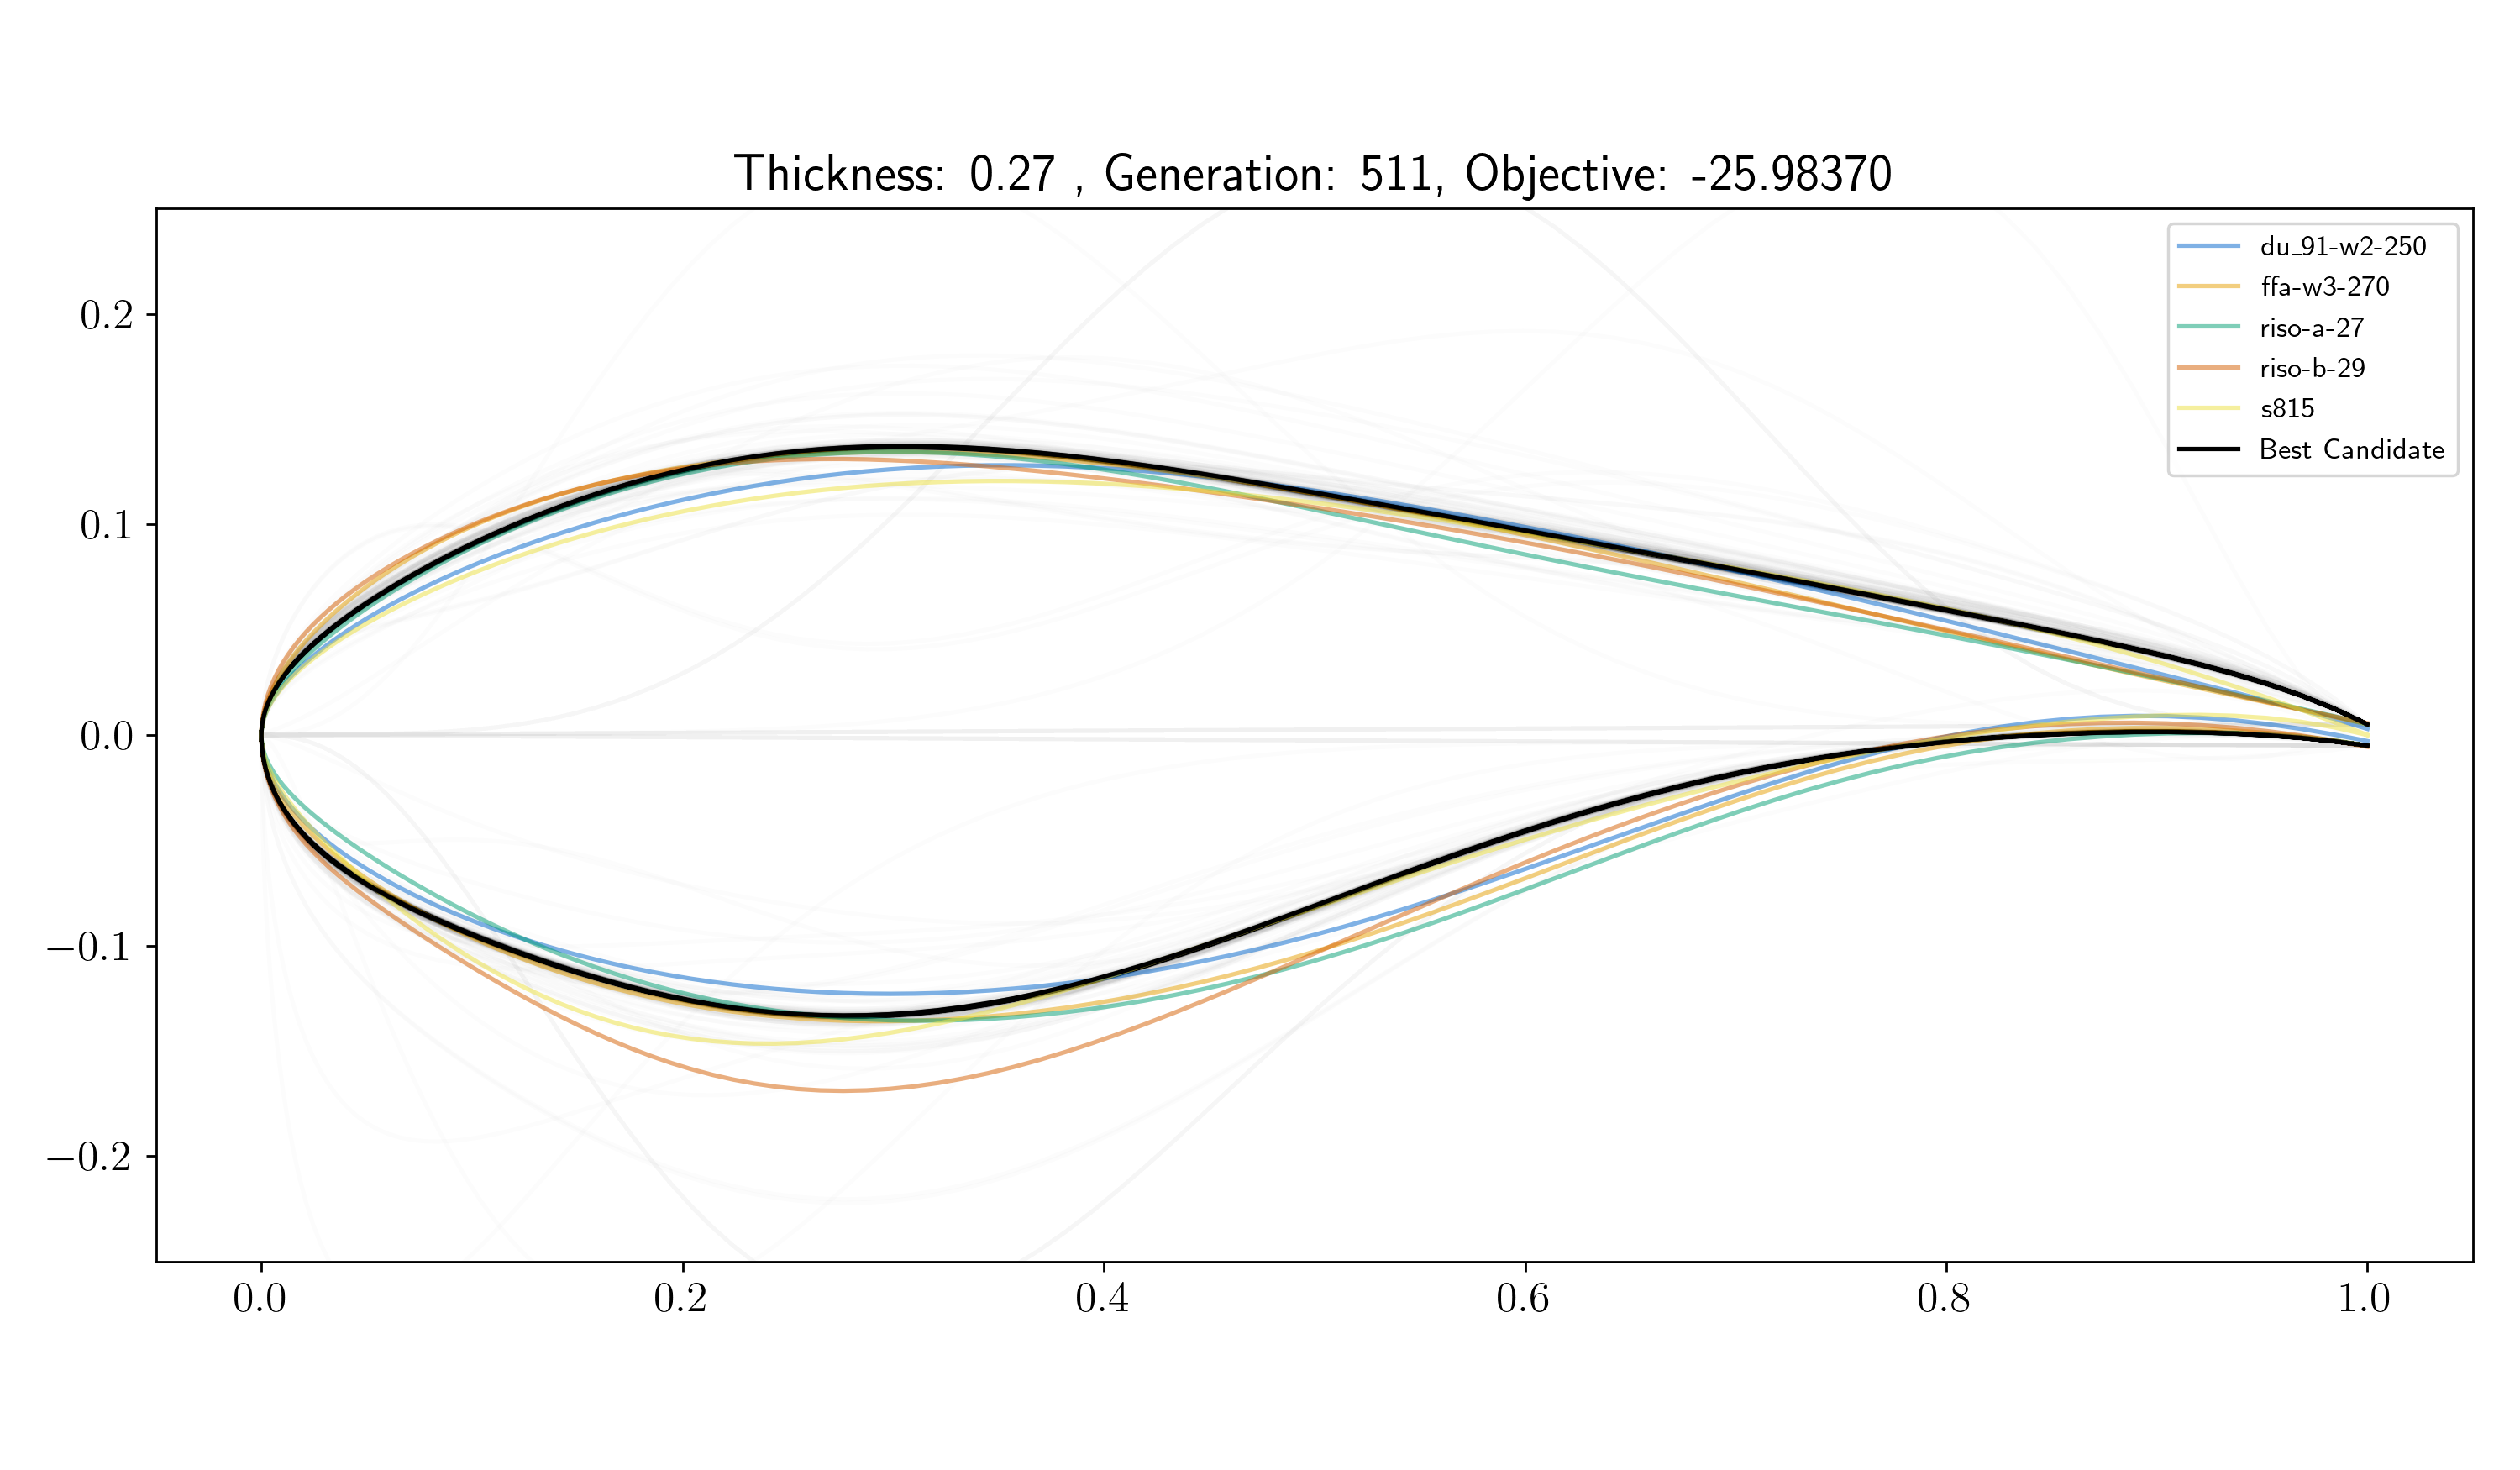 Thickness: 0.27 , Generation: 511, Objective: -25.98370
du_91-w2-250
ffa-w3-270
riso-a-27
riso-b-29
s815
Best Candidate
0.2
0.1
0.0
−0.1
−0.2
0.0 0.2 0.4 0.6 0.8 1.0